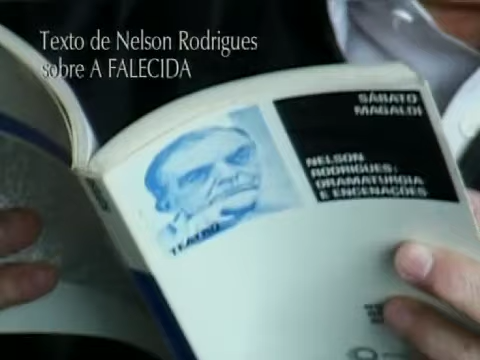 Texto de Nelson Rodrigues
sobre A FALECIDA
SÁBATO
MAGALDI
NELSON
RODRIGUES:
DRAMATURGIA
E ENCENAÇÕES
TEATRO